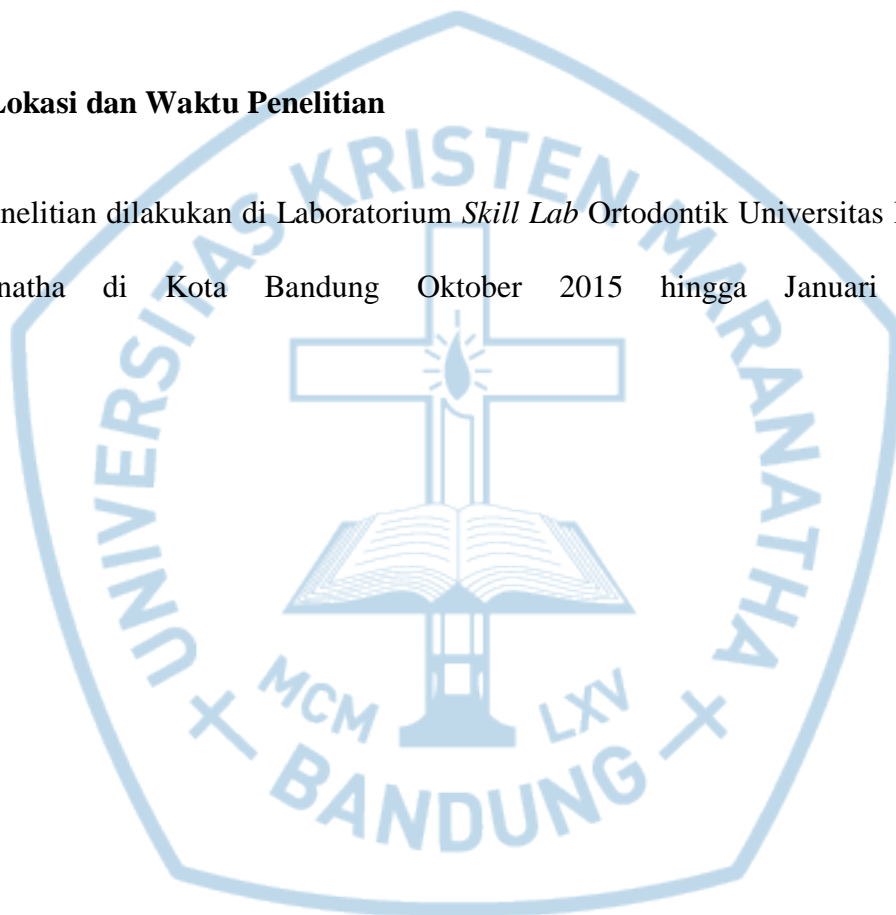 Lokasi dan Waktu Penelitian
nelitian dilakukan di Laboratorium Skill Lab Ortodontik Universitas
natha di Kota Bandung Oktober 2015 hingga Januari
UNIVERSITAS KRISTEN MARANATHA
MCM LXV
BANDUNG